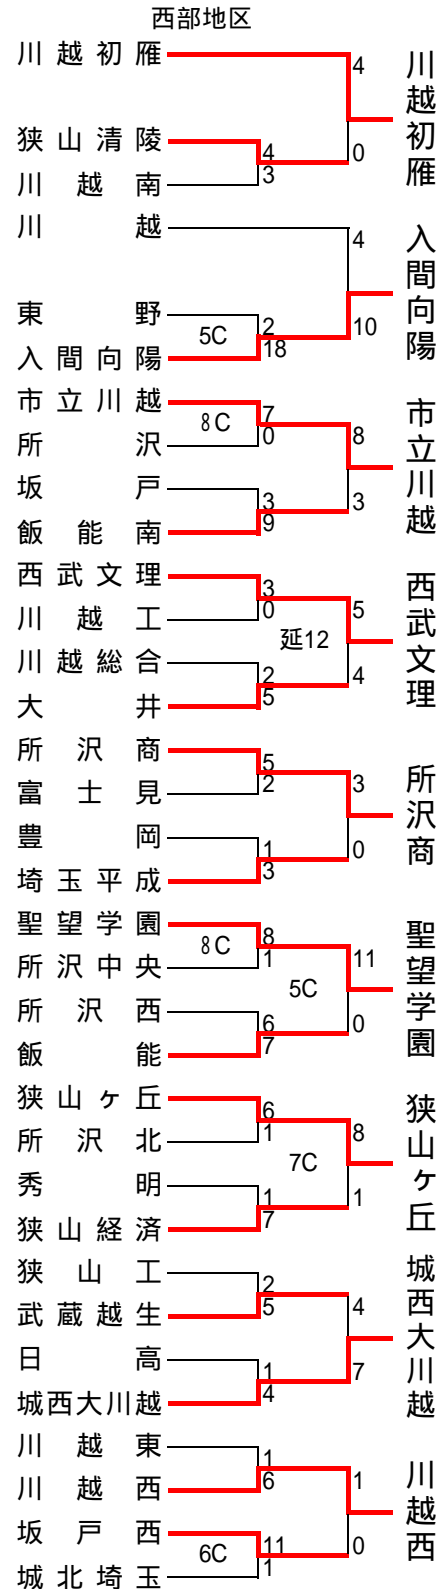 西部地区
川越初雁
狭山清陵
川越南
4
3
4
0
川越初雁
川越
東野
入間向陽
5C
2
18
4
10
入間向陽
市立川越
所沢
坂戸
飯能南
8C
7
0
3
9
8
3
市立川越
西武文理
川越工
川越総合
大井
3
0
2
5
延12
5
4
西武文理
所沢商
富士見
豊岡
埼玉平成
5
2
1
3
3
0
所沢商
聖望学園
所沢中央
所沢西
飯能
8C
8
1
6
7
5C
11
0
聖望学園
狭山ヶ丘
所沢北
秀明
狭山経済
6
1
1
7
7C
8
1
狭山ヶ丘
狭山工
武蔵越生
日高
城西大川越
2
5
1
4
4
7
城西大川越
川越東
川越西
坂戸西
城北埼玉
1
6
6C
11
1
1
0
川越西